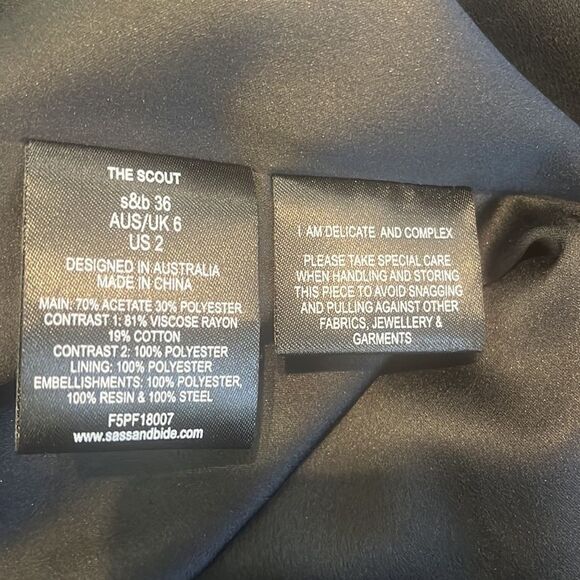 THE SCOUT
s&b 36
AUS/UK 6
US 2
DESIGNED IN AUSTRALIA
MADE IN CHINA
MAIN: 70% ACETATE 30% POLYESTER
CONTRAST 1: 81% VISCOSE RAYON
19% COTTON
CONTRAST 2: 100% POLYESTER
LINING: 100% POLYESTER
EMBELLISHMENTS: 100% POLYESTER,
100% RESIN & 100% STEEL
F5PF18007
www.sassandbide.com
I AM DELICATE AND COMPLEX
PLEASE TAKE SPECIAL CARE
WHEN HANDLING AND STORING
THIS PIECE TO AVOID SNAGGING
AND PULLING AGAINST OTHER
FABRICS, JEWELLERY &
GARMENTS